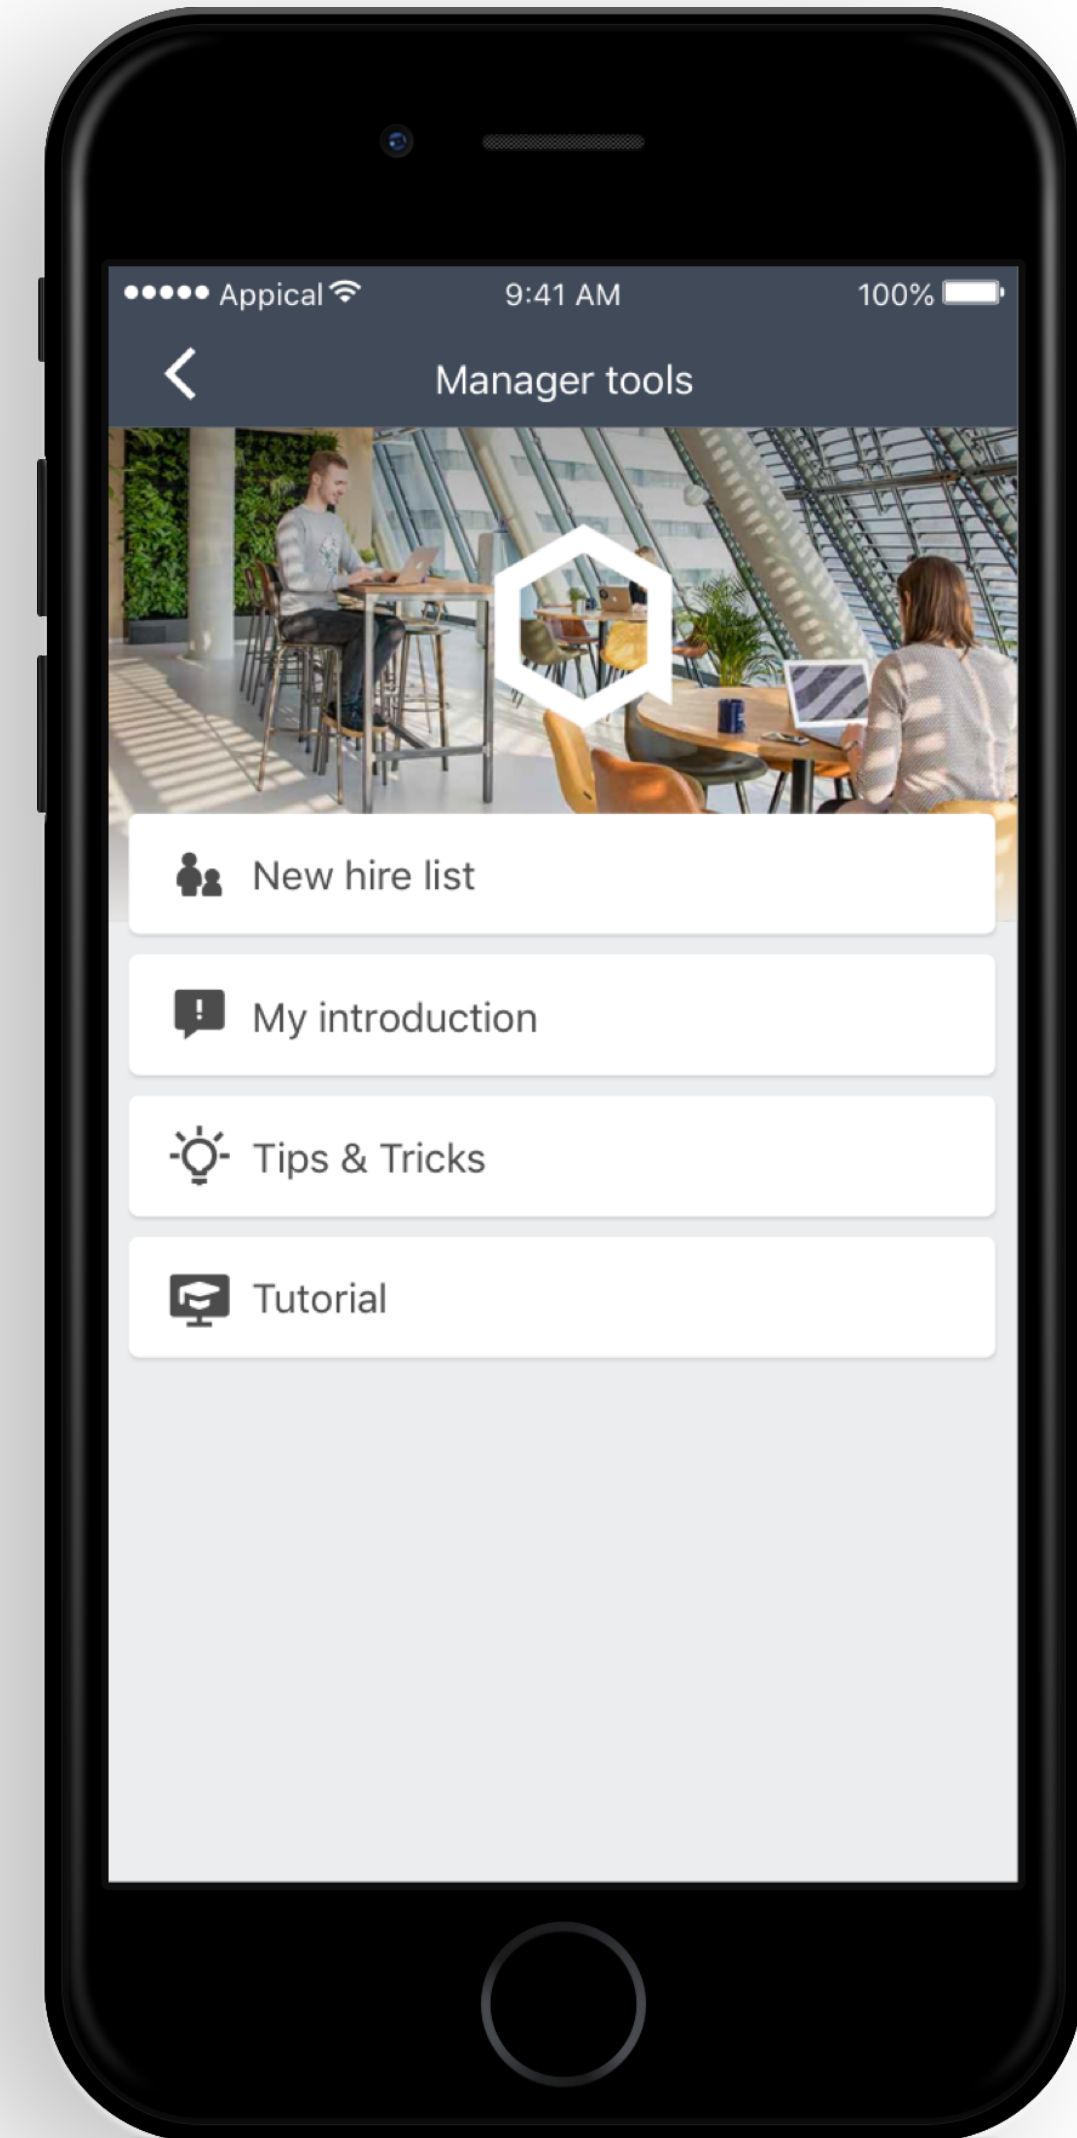 Appical 9:41 AM 100%
Manager tools
New hire list
My introduction
Tips & Tricks
Tutorial